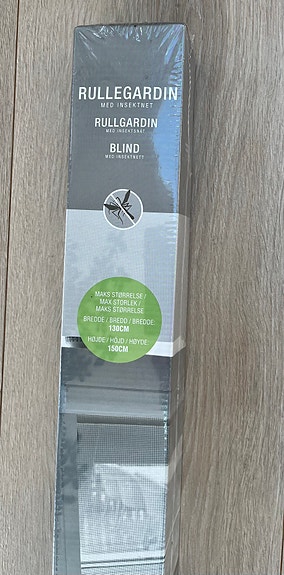 RULLEGARDIN
MED INSEKTNET
RULLGARDIN
MED INSEKTSNÄT
BLIND
MED INSEKTNETT
MAKS STØRRELSE /
MAX STORLEK /
MAKS STØRRELSE
BREDDE / BREDD / BREDDE:
130CM
HØJDE / HÖJD / HØYDE:
150CM